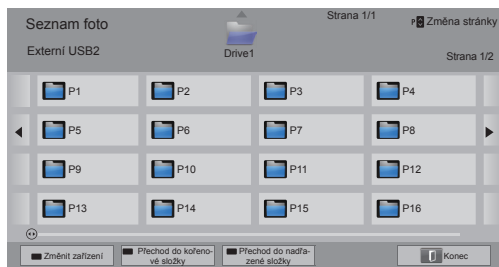 Seznam foto
Strana 1/1
P Změna stránky
Externí USB2
Drive1
Strana 1/2
P1 P2 P3 P4
P5 P6 P7 P8
P9 P10 P11 P12
P13 P14 P15 P16
Změnit zařízení
Přechod do kořeno-
vé složky
Přechod do nadřa-
zené složky
Konec